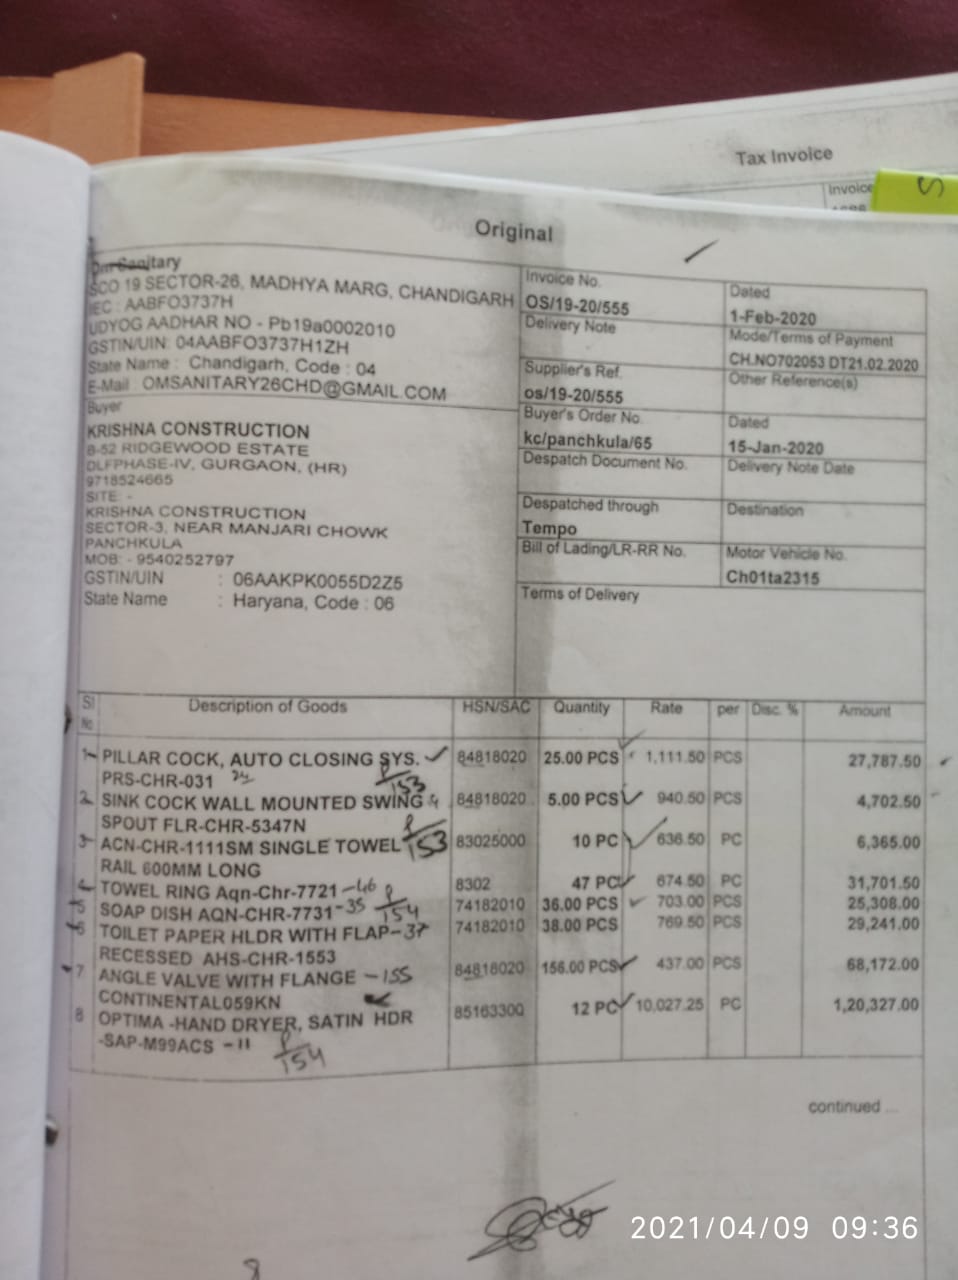 Tax Invoice
Invoice
S
Original
Om Sanitary
SCO 19 SECTOR-26, MADHYA MARG, CHANDIGARH
IEC : AABFO3737H
UDYOG AADHAR NO - Pb19a0002010
GSTIN/UIN: 04AABFO3737H1ZH
State Name : Chandigarh, Code : 04
E-Mail : OMSANITARY26CHD@GMAIL.COM
Invoice No.
OS/19-20/555
Dated
1-Feb-2020
Delivery Note
Mode/Terms of Payment
CH.NO702053 DT21.02.2020
Supplier's Ref.
os/19-20/555
Other Reference(s)
Buyer
KRISHNA CONSTRUCTION
B-52 RIDGEWOOD ESTATE
DLFPHASE-IV, GURGAON, (HR)
9718524665
SITE: -
KRISHNA CONSTRUCTION
SECTOR-3, NEAR MANJARI CHOWK
PANCHKULA
MOB: - 9540252797
GSTIN/UIN : 06AAKPK0055D2Z5
State Name : Haryana, Code : 06
Buyer's Order No.
kc/panchkula/65
Dated
15-Jan-2020
Despatch Document No.
Delivery Note Date
Despatched through
Tempo
Destination
Bill of Lading/LR-RR No.
Motor Vehicle No.
Ch01ta2315
Terms of Delivery
Sl No. Description of Goods HSN/SAC Quantity Rate per Disc. % Amount
1 PILLAR COCK, AUTO CLOSING SYS. 84818020 25.00 PCS 1,111.50 PCS 27,787.50
PRS-CHR-031 24 P/153
2 SINK COCK WALL MOUNTED SWING 4 84818020 5.00 PCS 940.50 PCS 4,702.50
SPOUT FLR-CHR-5347N P/153
3 ACN-CHR-1111SM SINGLE TOWEL 83025000 10 PC 636.50 PC 6,365.00
RAIL 600MM LONG
4 TOWEL RING Aqn-Chr-7721 -46 8302 47 PC 674.50 PC 31,701.50
5 SOAP DISH AQN-CHR-7731 -35 P/154 74182010 36.00 PCS 703.00 PCS 25,308.00
6 TOILET PAPER HLDR WITH FLAP -37 74182010 38.00 PCS 769.50 PCS 29,241.00
RECESSED AHS-CHR-1553
7 ANGLE VALVE WITH FLANGE -155 84818020 156.00 PCS 437.00 PCS 68,172.00
CONTINENTAL059KN
8 OPTIMA -HAND DRYER, SATIN HDR 85163300 12 PC 10,027.25 PC 1,20,327.00
-SAP-M99ACS -11 P/154
continued ...
2021/04/09 09:36